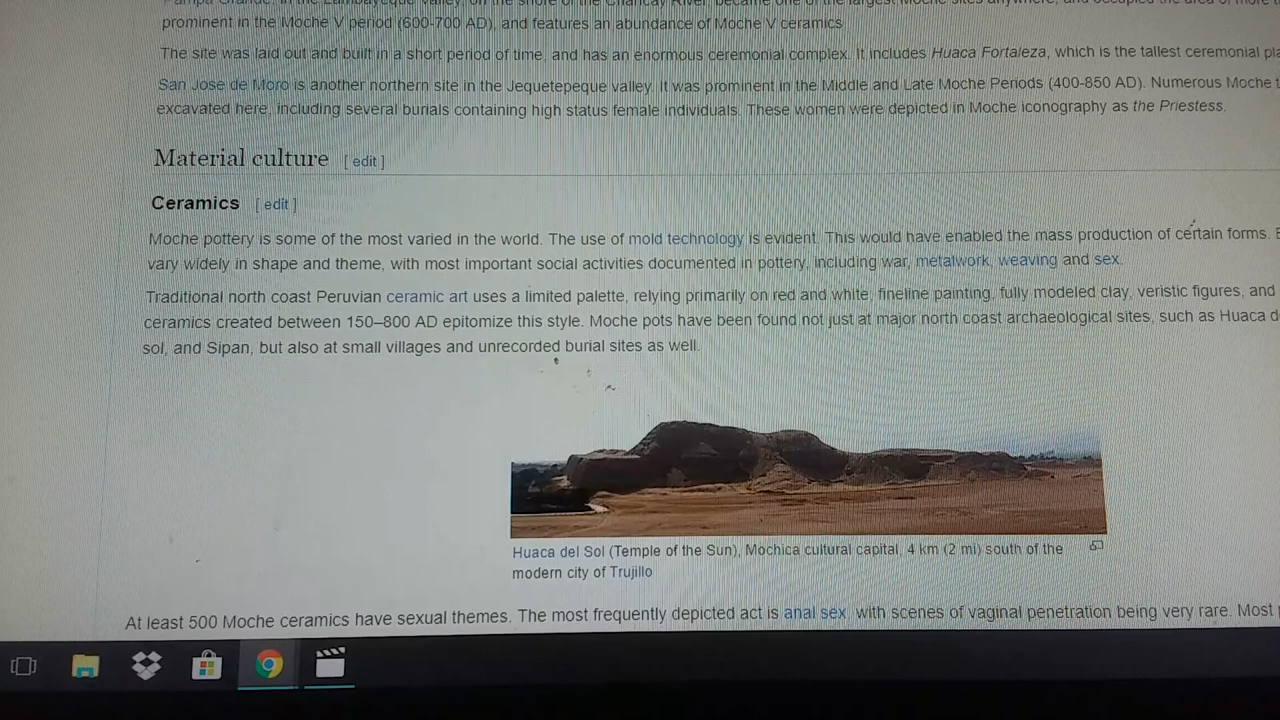 prominent in the Moche V period (600-700 AD), and features an abundance of Moche V ceramics
The site was laid out and built in a short period of time, and has an enormous ceremonial complex. It includes Huaca Fortaleza, which is the tallest ceremonial
San Jose de Moro is another northern site in the Jequetepeque valley. It was prominent in the Middle and Late Moche Periods (400-850 AD). Numerous Moche
excavated here, including several burials containing high status female individuals. These women were depicted in Moche iconography as the Priestess.
Material culture [ edit ]
Ceramics [ edit ]
Moche pottery is some of the most varied in the world. The use of mold technology is evident. This would have enabled the mass production of certain forms.
vary widely in shape and theme, with most important social activities documented in pottery, including war, metalwork, weaving and sex.
Traditional north coast Peruvian ceramic art uses a limited palette, relying primarily on red and white, fineline painting, fully modeled clay, veristic figures, and
ceramics created between 150–800 AD epitomize this style. Moche pots have been found not just at major north coast archaeological sites, such as Huaca
sol, and Sipan, but also at small villages and unrecorded burial sites as well.
Huaca del Sol (Temple of the Sun), Mochica cultural capital, 4 km (2 mi) south of the
modern city of Trujillo
At least 500 Moche ceramics have sexual themes. The most frequently depicted act is anal sex, with scenes of vaginal penetration being very rare. Most